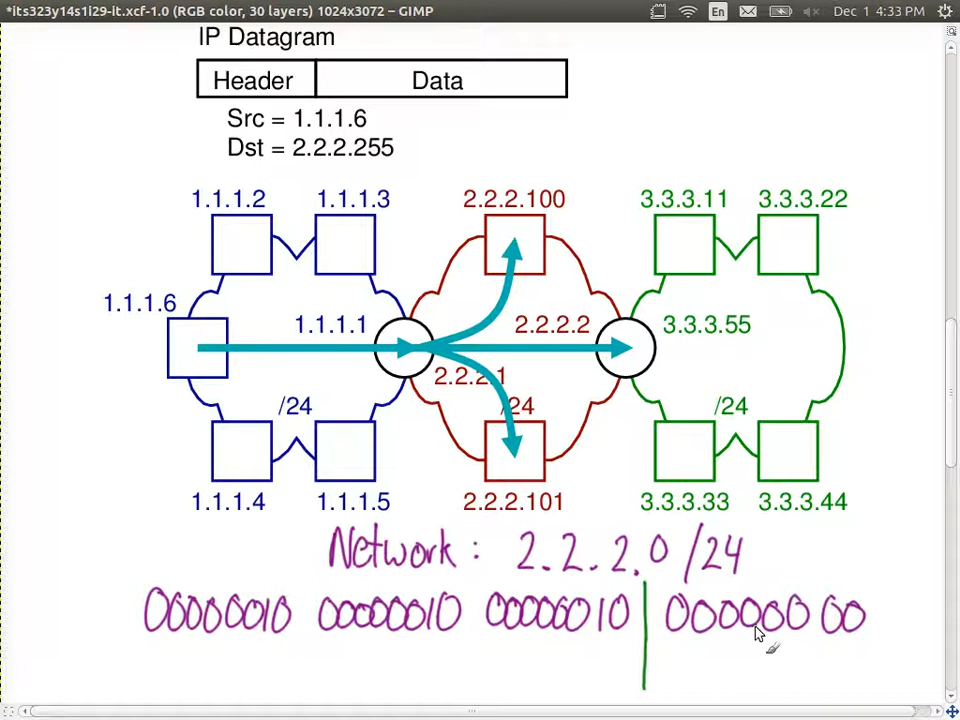 *its323y14s1l29-it.xcf-1.0 (RGB color, 30 layers) 1024x3072 – GIMP En Dec 1 4:33 PM
IP Datagram
Header Data
Src = 1.1.1.6
Dst = 2.2.2.255
1.1.1.2 1.1.1.3 2.2.2.100 3.3.3.11 3.3.3.22
1.1.1.6
1.1.1.1 2.2.2.2 3.3.3.55
2.2.2.1
/24 /24 /24
1.1.1.4 1.1.1.5 2.2.2.101 3.3.3.33 3.3.3.44
Network : 2.2.2.0 /24
00000010 00000010 00000010 00000000